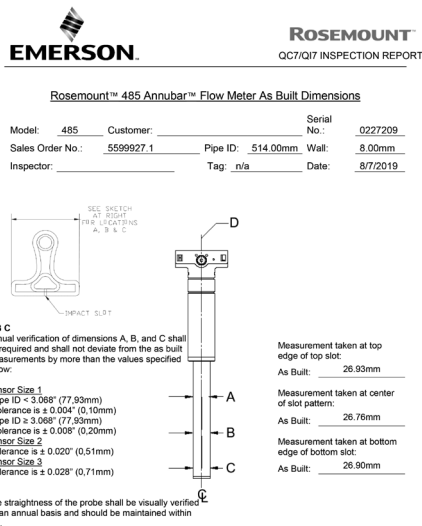 EMERSON™
ROSEMOUNT™
QC7/QI7 INSPECTION REPORT
Rosemount™ 485 Annubar™ Flow Meter As Built Dimensions
Model: 485 Customer: Serial No.: 0227209
Sales Order No.: 5599927.1 Pipe ID: 514.00mm Wall: 8.00mm
Inspector: Tag: n/a Date: 8/7/2019
SEE SKETCH
AT RIGHT
FOR LOCATIONS
A, B & C
IMPACT SLOT
D
A
B
C
B C
nual verification of dimensions A, B, and C shall
required and shall not deviate from the as built
asurements by more than the values specified
ow:
nsor Size 1
pe ID < 3.068" (77,93mm)
olerance is ± 0.004" (0,10mm)
pe ID ≥ 3.068" (77,93mm)
olerance is ± 0.008" (0,20mm)
nsor Size 2
lerance is ± 0.020" (0,51mm)
nsor Size 3
lerance is ± 0.028" (0,71mm)
e straightness of the probe shall be visually verified
an annual basis and should be maintained within
Measurement taken at top
edge of top slot:
As Built: 26.93mm
Measurement taken at center
of slot pattern:
As Built: 26.76mm
Measurement taken at bottom
edge of bottom slot:
As Built: 26.90mm